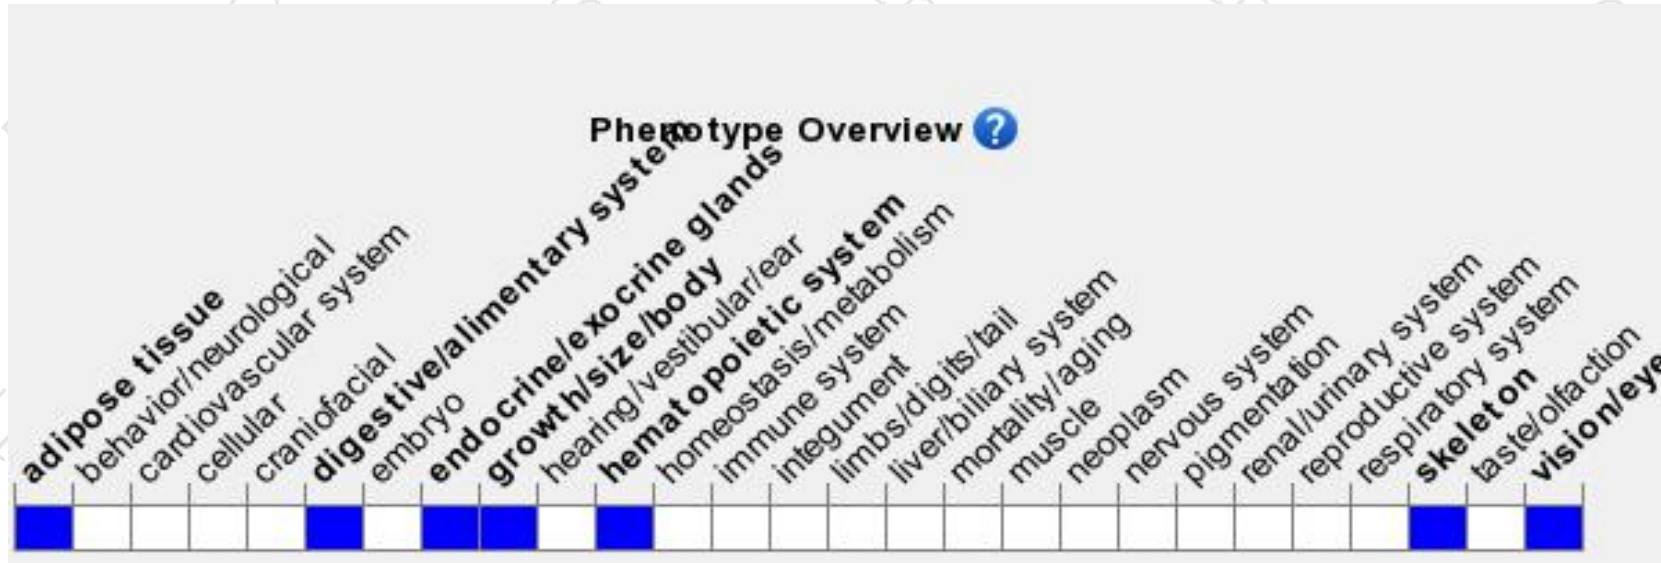 Phenotype Overview ?
adipose tissue
behavior/neurological
cardiovascular system
cellular
craniofacial
digestive/alimentary system
embryo
endocrine/exocrine glands
growth/size/body
hearing/vestibular/ear
hematopoietic system
homeostasis/metabolism
immune system
integument
limbs/digits/tail
liver/biliary system
mortality/aging
muscle
neoplasm
nervous system
pigmentation
renal/urinary system
reproductive system
respiratory system
skeleton
taste/olfaction
vision/eye